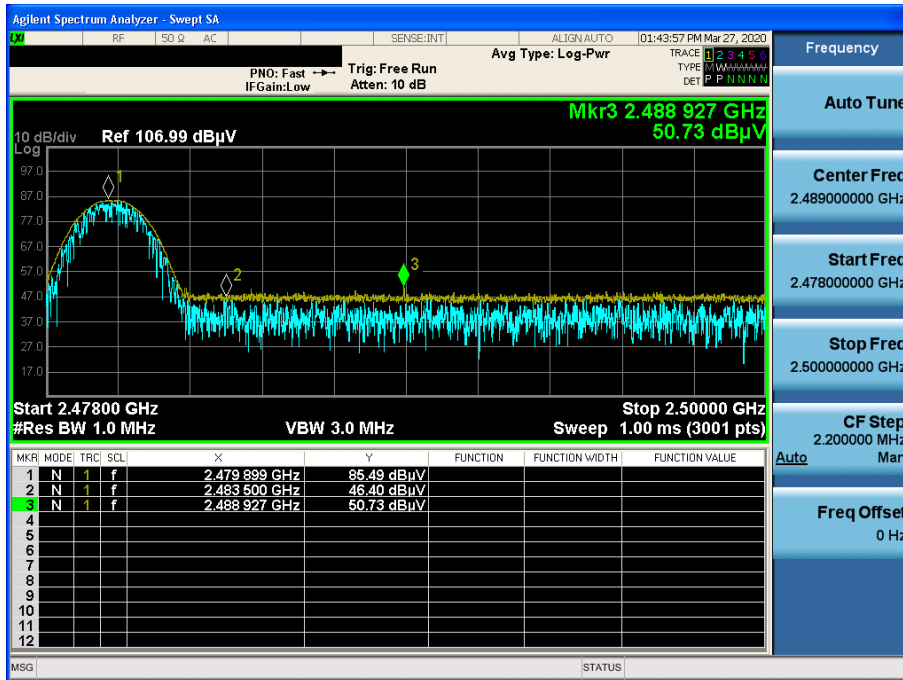 Agilent Spectrum Analyzer - Swept SA
LXI RF 50 Ω AC SENSE:INT ALIGN AUTO 01:43:57 PM Mar 27, 2020
Frequency
PNO: Fast
IFGain:Low
Trig: Free Run
Atten: 10 dB
Avg Type: Log-Pwr
TRACE 1 2 3 4 5 6
TYPE M W W W W W
DET P P N N N N
Mkr3 2.488 927 GHz
50.73 dBµV
10 dB/div Ref 106.99 dBµV
Log
97.0
87.0
77.0
67.0
57.0
47.0
37.0
27.0
17.0
1
2
3
Start 2.47800 GHz Stop 2.50000 GHz
#Res BW 1.0 MHz VBW 3.0 MHz Sweep 1.00 ms (3001 pts)
MKR MODE TRC SCL X Y FUNCTION FUNCTION WIDTH FUNCTION VALUE
1 N 1 f 2.479 899 GHz 85.49 dBµV
2 N 1 f 2.483 500 GHz 46.40 dBµV
3 N 1 f 2.488 927 GHz 50.73 dBµV
4
5
6
7
8
9
10
11
12
MSG STATUS
Auto Tune
Center Freq
2.489000000 GHz
Start Freq
2.478000000 GHz
Stop Freq
2.500000000 GHz
CF Step
2.200000 MHz
Auto Man
Freq Offset
0 Hz